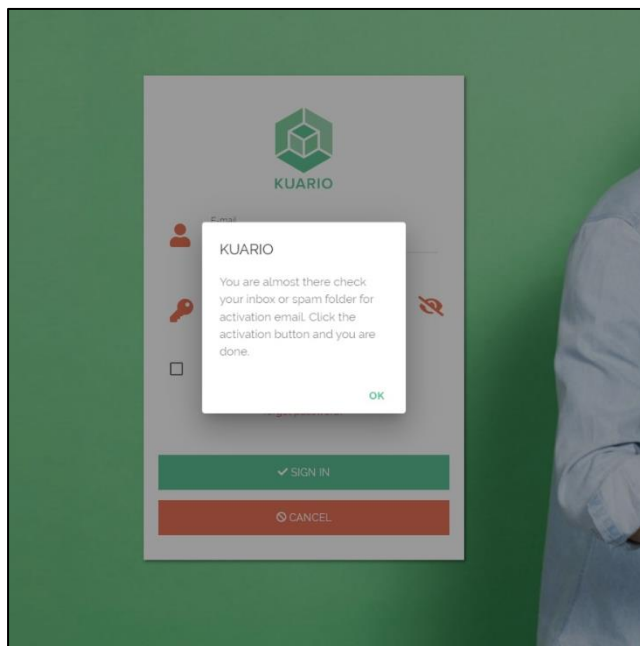 KUARIO
E-mail
KUARIO
You are almost there check
your inbox or spam folder for
activation email. Click the
activation button and you are
done.
OK
SIGN IN
CANCEL